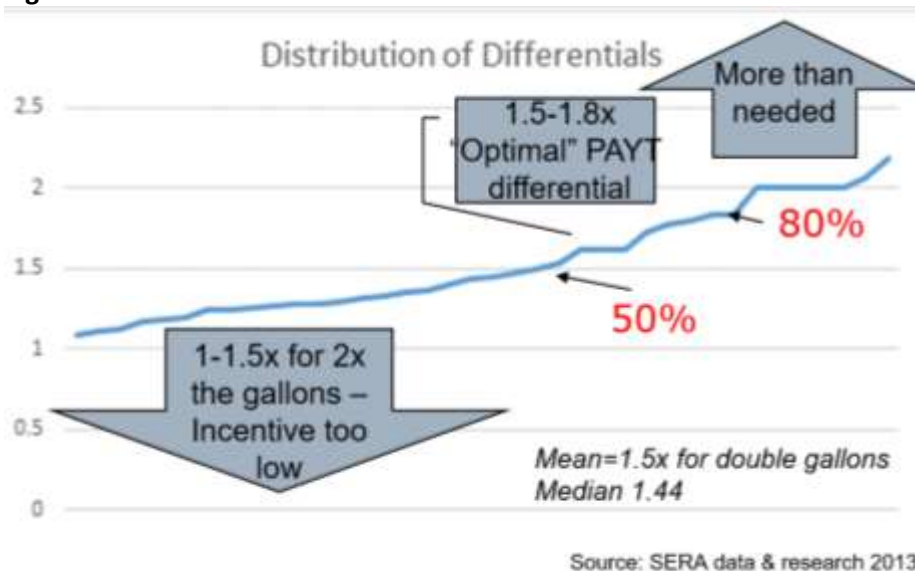 Distribution of Differentials
More than
needed
1.5-1.8x
"Optimal" PAYT
differential
2.5
2
1.5
1
0.5
0
80%
50%
1-1.5x for 2x
the gallons –
Incentive too
low
Mean=1.5x for double gallons
Median 1.44
Source: SERA data & research 2013